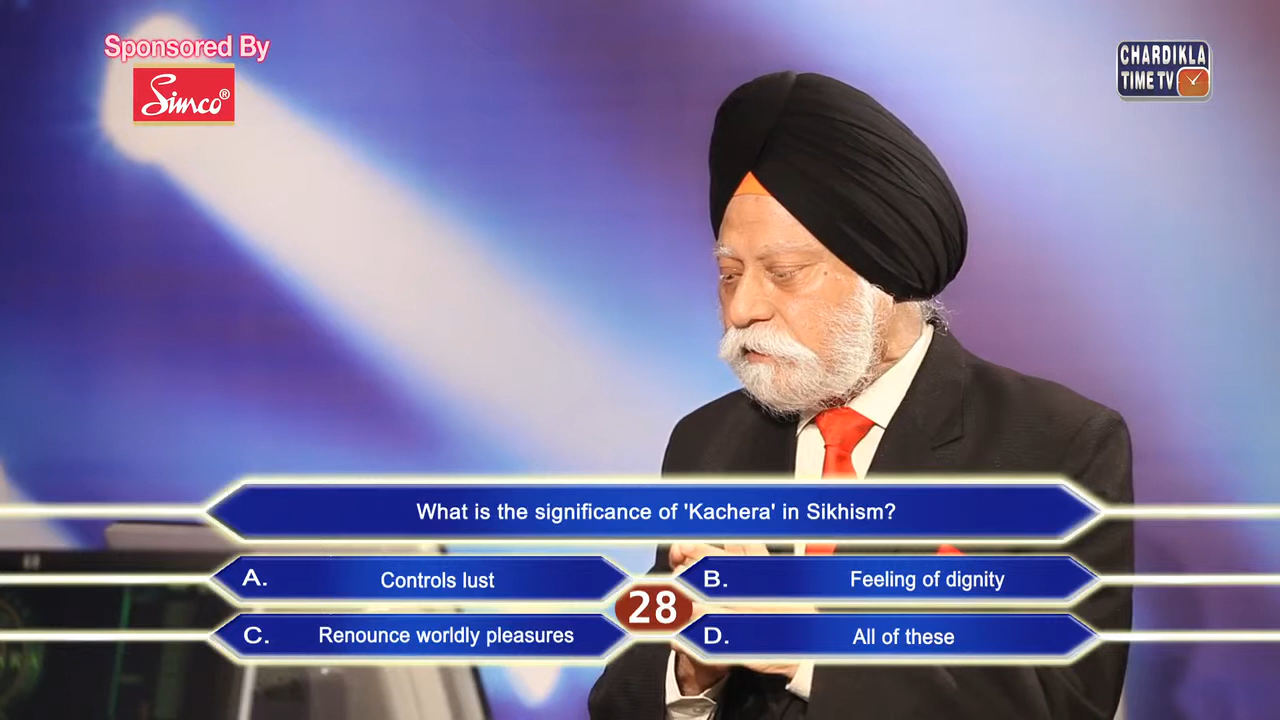 Sponsored By
Simco®
CHARDIKLA
TIME TV
What is the significance of 'Kachera' in Sikhism?
A. Controls lust
B. Feeling of dignity
28
C. Renounce worldly pleasures
D. All of these